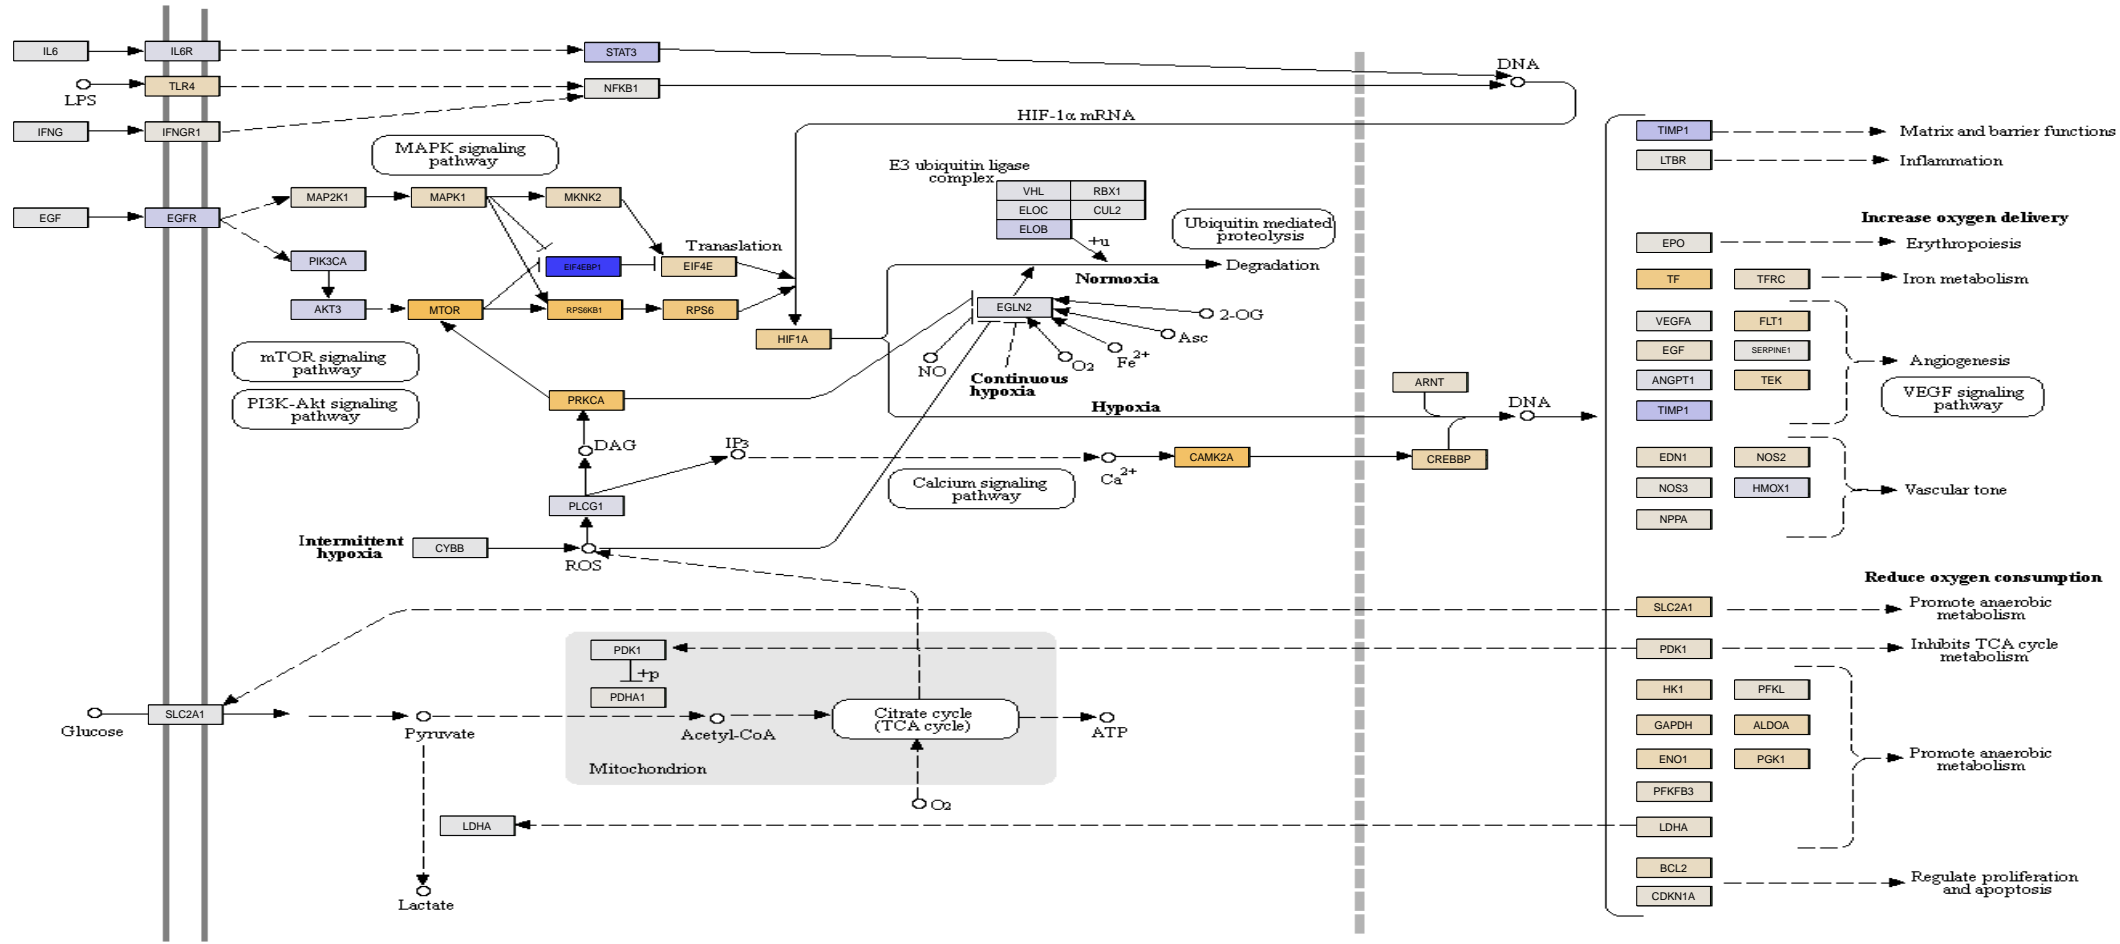 IL6
IL6R
STAT3
DNA
LPS
TLR4
NFKB1
IFNG
IFNGR1
HIF-1α mRNA
MAPK signaling
pathway
E3 ubiquitin ligase
complex
VHL
RBX1
ELOC
CUL2
ELOB
+u
Ubiquitin mediated
proteolysis
EGF
EGFR
MAP2K1
MAPK1
MKNK2
PIK3CA
EIF4EBP1
EIF4E
Tranaslation
Normoxia
Degradation
AKT3
MTOR
RPS6KB1
RPS6
HIF1A
EGLN2
2-OG
Asc
Fe2+
O2
NO
Continuous
hypoxia
mTOR signaling
pathway
PI3K-Akt signaling
pathway
PRKCA
Hypoxia
ARNT
DNA
DAG
IP3
Ca2+
CAMK2A
CREBBP
Calcium signaling
pathway
PLCG1
Intermittent
hypoxia
CYBB
ROS
PDK1
+p
PDHA1
Glucose
SLC2A1
Pyruvate
Acetyl-CoA
Citrate cycle
(TCA cycle)
ATP
Mitochondrion
O2
LDHA
Lactate
TIMP1
Matrix and barrier functions
LTBR
Inflammation
Increase oxygen delivery
EPO
Erythropoiesis
TF
TFRC
Iron metabolism
VEGFA
FLT1
EGF
SERPINE1
Angiogenesis
ANGPT1
TEK
VEGF signaling
pathway
TIMP1
EDN1
NOS2
NOS3
HMOX1
Vascular tone
NPPA
Reduce oxygen consumption
SLC2A1
Promote anaerobic
metabolism
PDK1
Inhibits TCA cycle
metabolism
HK1
PFKL
GAPDH
ALDOA
ENO1
PGK1
Promote anaerobic
metabolism
PFKFB3
LDHA
BCL2
CDKN1A
Regulate proliferation
and apoptosis